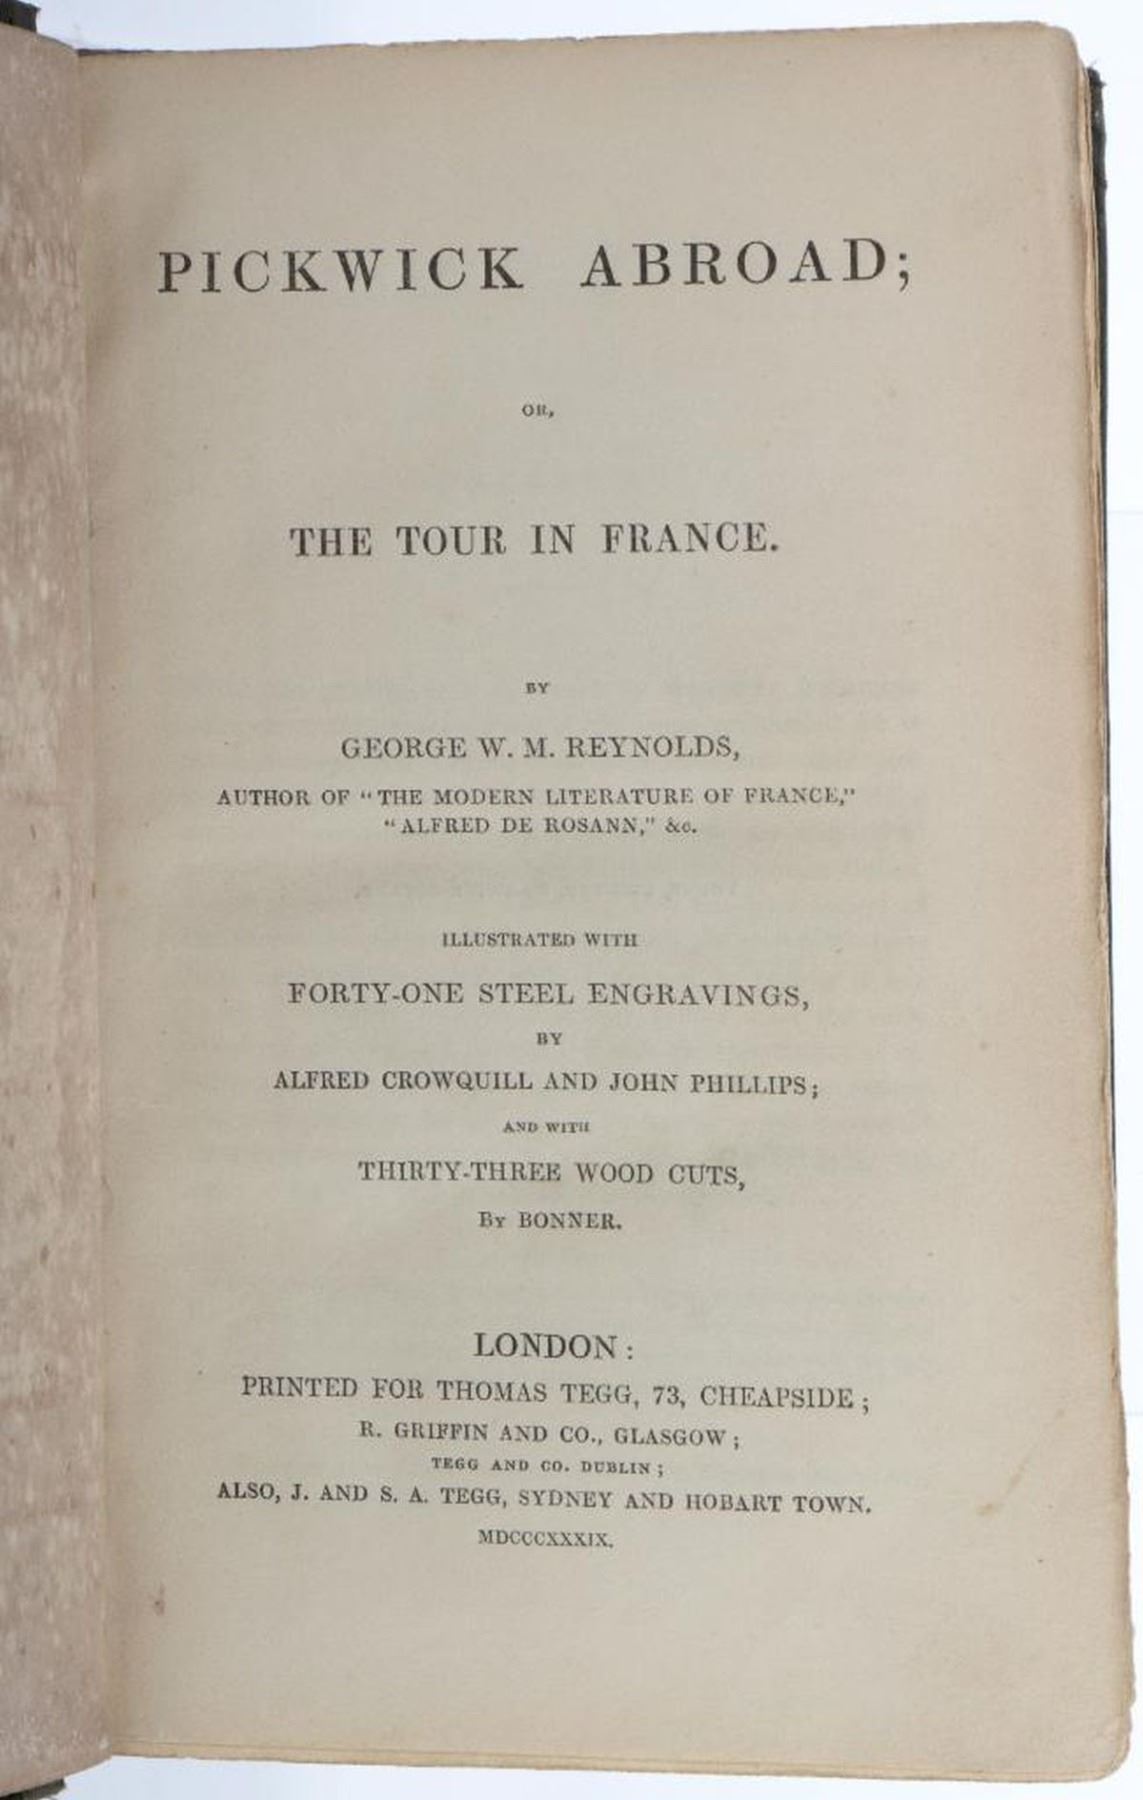 PICKWICK ABROAD;
OR,
THE TOUR IN FRANCE.
BY
GEORGE W. M. REYNOLDS,
AUTHOR OF "THE MODERN LITERATURE OF FRANCE,"
"ALFRED DE ROSANN," &c.
ILLUSTRATED WITH
FORTY-ONE STEEL ENGRAVINGS,
BY
ALFRED CROWQUILL AND JOHN PHILLIPS;
AND WITH
THIRTY-THREE WOOD CUTS,
By BONNER.
LONDON:
PRINTED FOR THOMAS TEGG, 73, CHEAPSIDE;
R. GRIFFIN AND CO., GLASGOW;
TEGG AND CO. DUBLIN;
ALSO, J. AND S. A. TEGG, SYDNEY AND HOBART TOWN.
MDCCCXXXIX.